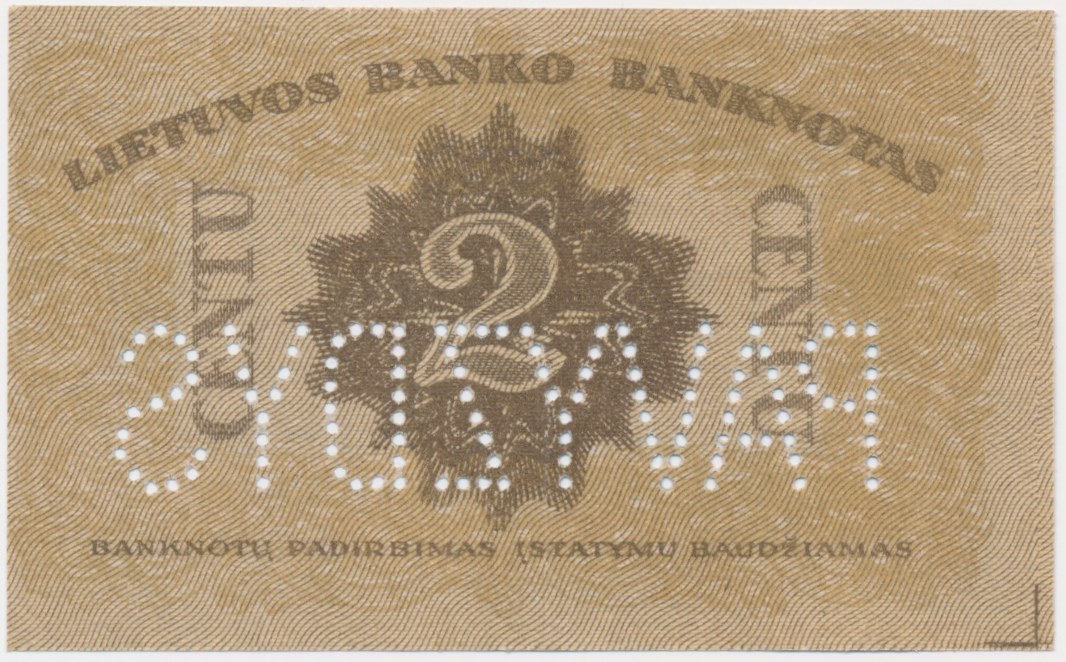 LIETUVOS BANKO BANKNOTAS
CENTU
2
CENTU
PAVYZDYS
BANKNOTŲ PADIRBIMAS ĮSTATYMU BAUDŽIAMAS